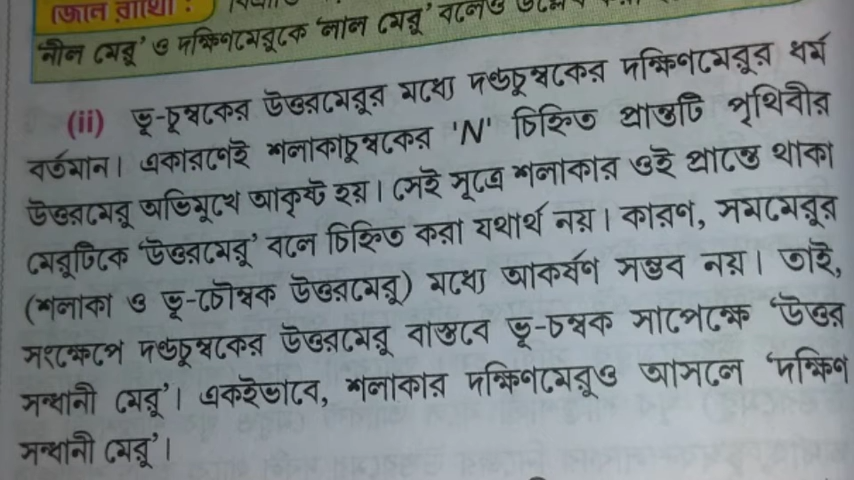 জেনে রাখো :
'নীল মেরু' ও দক্ষিণমেরুকে 'লাল মেরু' বলেও
(ii) ভূ-চুম্বকের উত্তরমেরুর মধ্যে দণ্ডচুম্বকের দক্ষিণমেরুর ধর্ম
বর্তমান। একারণেই শলাকাচুম্বকের 'N' চিহ্নিত প্রান্তটি পৃথিবীর
উত্তরমেরু অভিমুখে আকৃষ্ট হয়। সেই সূত্রে শলাকার ওই প্রান্তে থাকা
মেরুটিকে 'উত্তরমেরু' বলে চিহ্নিত করা যথার্থ নয়। কারণ, সমমেরুর
(শলাকা ও ভূ-চৌম্বক উত্তরমেরু) মধ্যে আকর্ষণ সম্ভব নয়। তাই,
সংক্ষেপে দণ্ডচুম্বকের উত্তরমেরু বাস্তবে ভূ-চম্বক সাপেক্ষে 'উত্তর
সন্ধানী মেরু'। একইভাবে, শলাকার দক্ষিণমেরুও আসলে 'দক্ষিণ
সন্ধানী মেরু'।